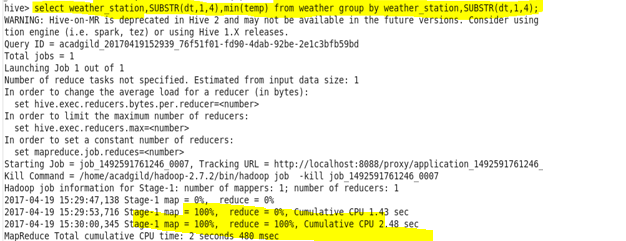 hive> select weather_station,SUBSTR(dt,1,4),min(temp) from weather group by weather_station,SUBSTR(dt,1,4);
WARNING: Hive-on-MR is deprecated in Hive 2 and may not be available in the future versions. Consider using
tion engine (i.e. spark, tez) or using Hive 1.X releases.
Query ID = acadgild_20170419152939_76f51f01-fd90-4dab-92be-2e1c3bfb59bd
Total jobs = 1
Launching Job 1 out of 1
Number of reduce tasks not specified. Estimated from input data size: 1
In order to change the average load for a reducer (in bytes):
  set hive.exec.reducers.bytes.per.reducer=<number>
In order to limit the maximum number of reducers:
  set hive.exec.reducers.max=<number>
In order to set a constant number of reducers:
  set mapreduce.job.reduces=<number>
Starting Job = job_1492591761246_0007, Tracking URL = http://localhost:8088/proxy/application_1492591761246_
Kill Command = /home/acadgild/hadoop-2.7.2/bin/hadoop job  -kill job_1492591761246_0007
Hadoop job information for Stage-1: number of mappers: 1; number of reducers: 1
2017-04-19 15:29:47,138 Stage-1 map = 0%,  reduce = 0%
2017-04-19 15:29:53,716 Stage-1 map = 100%,  reduce = 0%, Cumulative CPU 1.43 sec
2017-04-19 15:30:00,345 Stage-1 map = 100%,  reduce = 100%, Cumulative CPU 2.48 sec
MapReduce Total cumulative CPU time: 2 seconds 480 msec